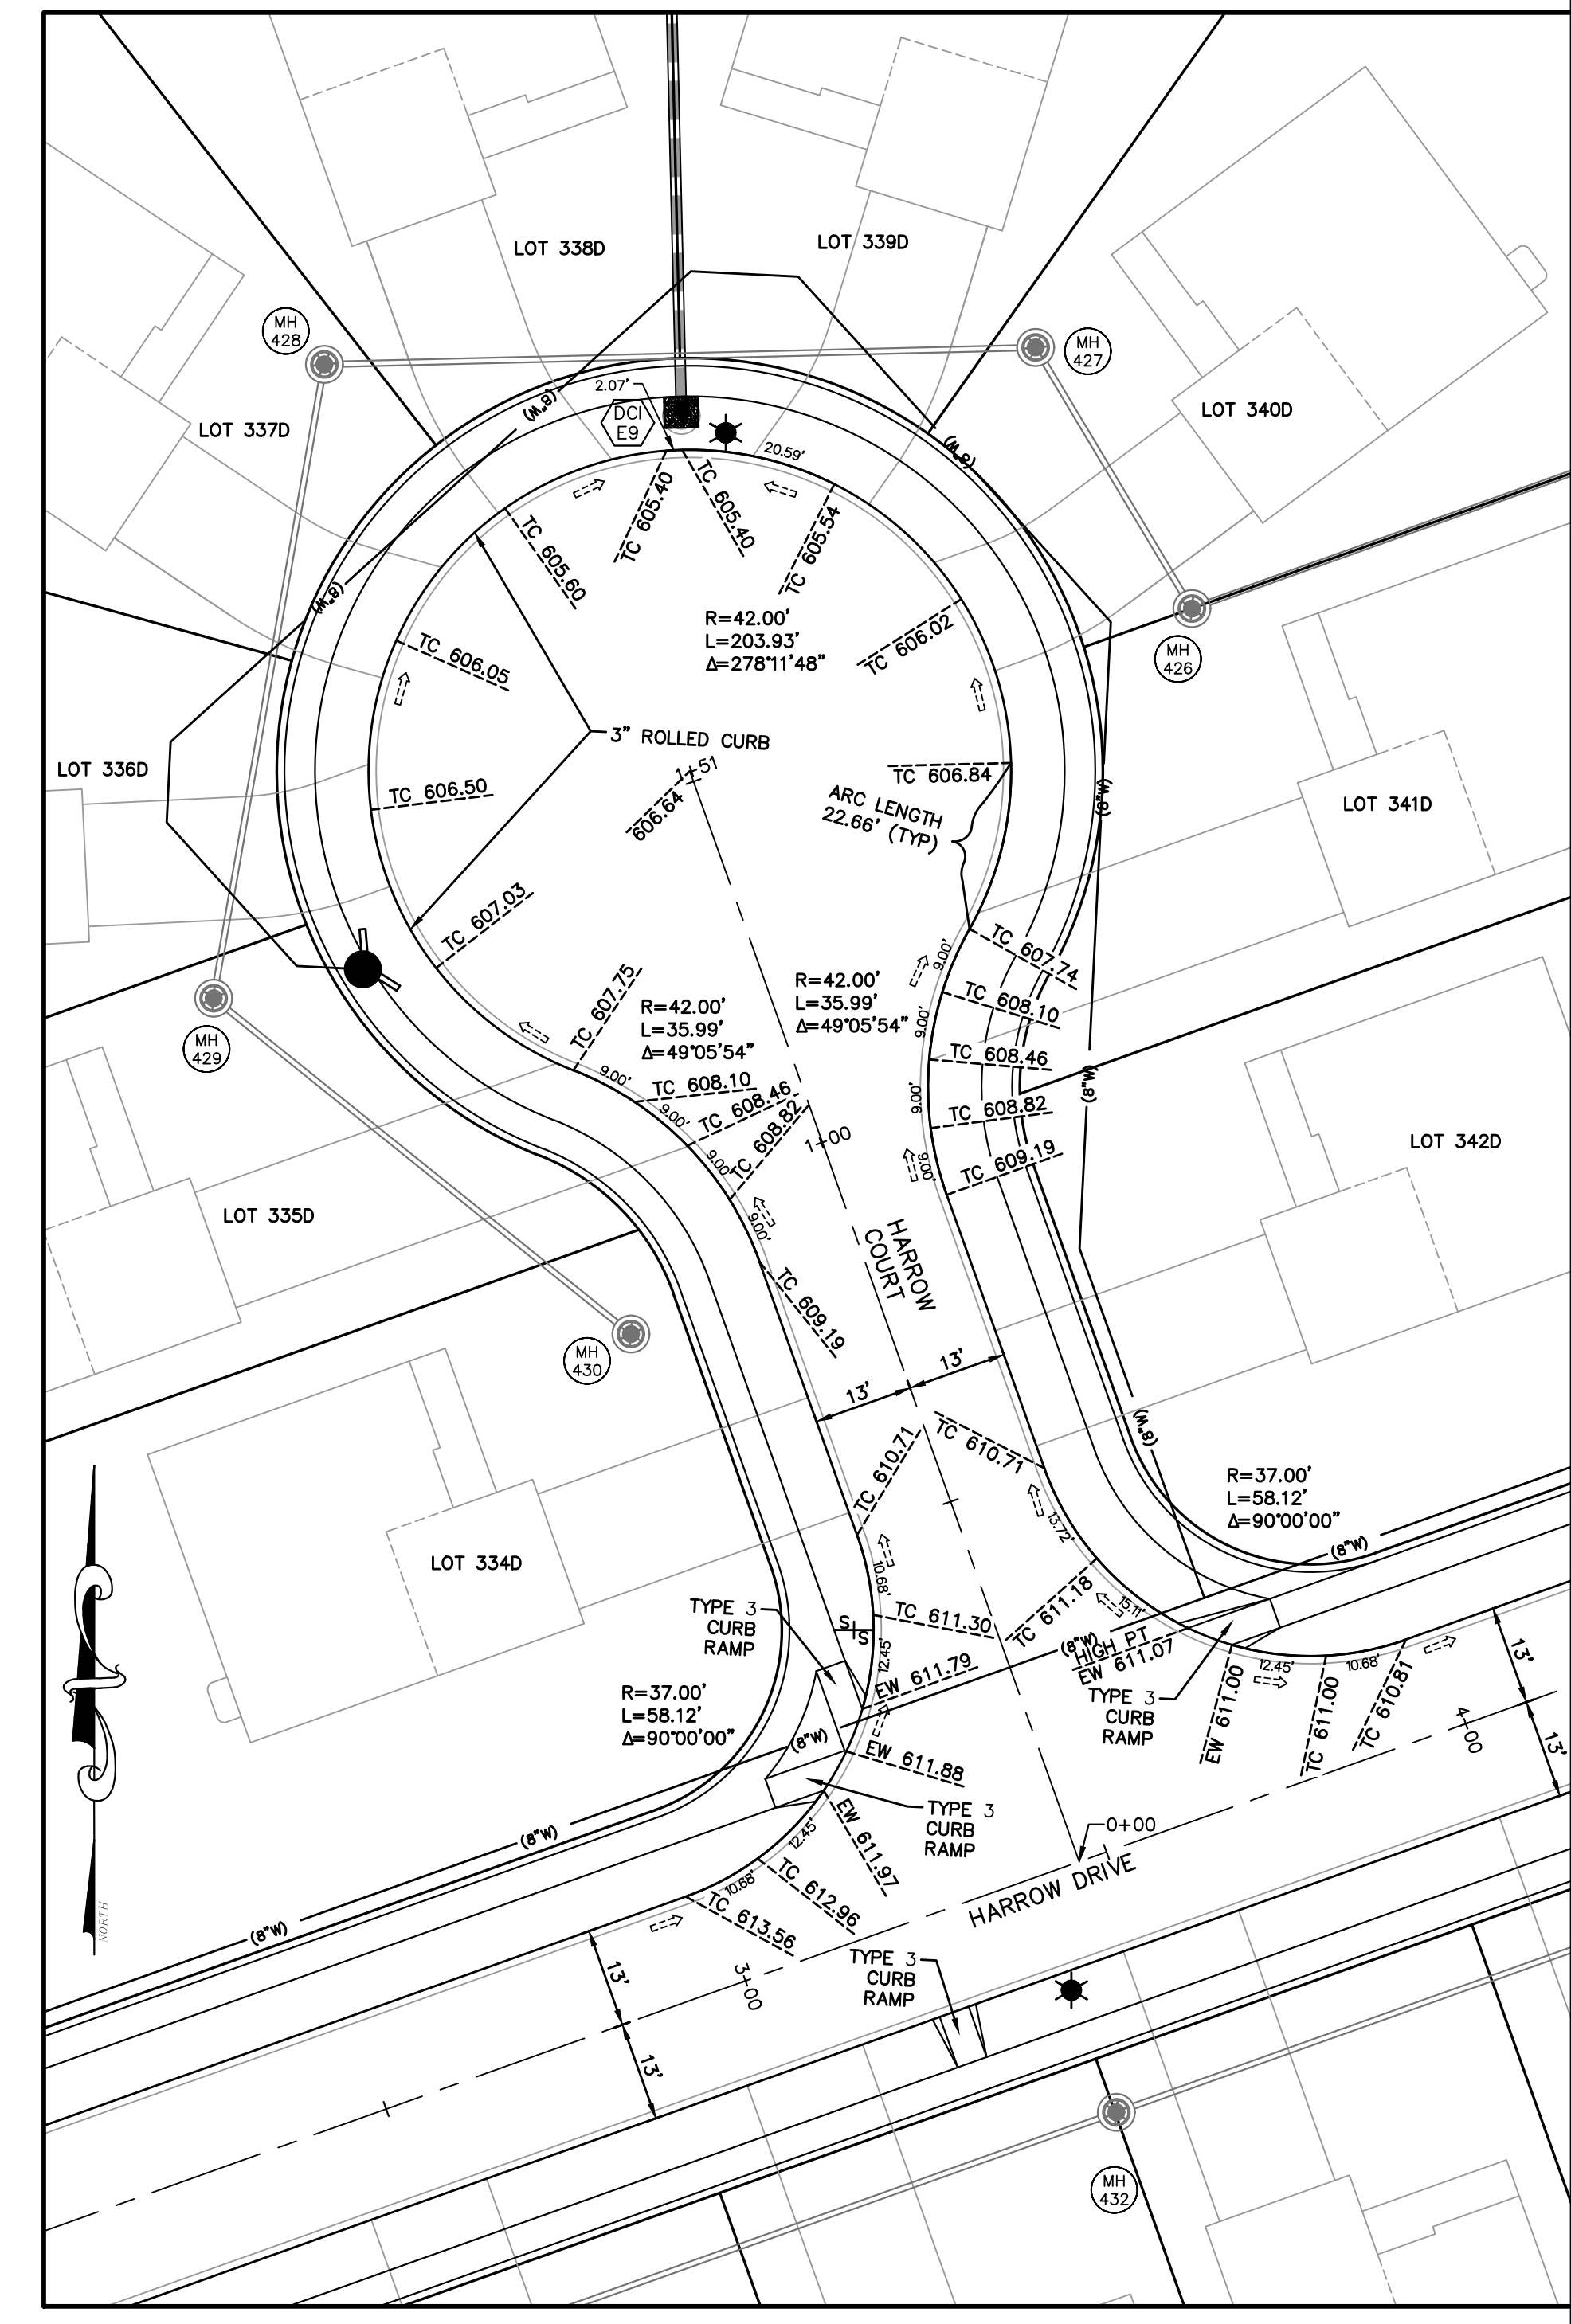 LOT 338D
LOT 339D
MH
428
MH
427
LOT 340D
LOT 337D
2.07'
(8"W)
DCI
E9
20.59'
(8"W)
TC 605.40
TC 605.40
TC 605.54
TC 605.60
(8"W)
R=42.00'
L=203.93'
Δ=278°11'48"
TC 606.02
TC 606.05
MH
426
3" ROLLED CURB
1+51
606.64
LOT 336D
TC 606.50
TC 606.84
ARC LENGTH
22.66' (TYP)
(8"W)
LOT 341D
TC 607.03
TC 607.75
R=42.00'
L=35.99'
Δ=49°05'54"
R=42.00'
L=35.99'
Δ=49°05'54"
9.00'
TC 607.74
TC 608.10
9.00'
TC 608.46
9.00'
TC 608.82
9.00'
TC 609.19
(8"W)
MH
429
9.00'
TC 608.10
9.00'
TC 608.46
9.00'
TC 608.82
9.00'
TC 609.19
1+00
LOT 342D
LOT 335D
HARROW
COURT
MH
430
13'
13'
(8"W)
TC 610.71
TC 610.71
R=37.00'
L=58.12'
Δ=90°00'00"
13.72'
(8"W)
LOT 334D
10.68'
TC 611.18
15.11'
TYPE 3
CURB
RAMP
S
S
TC 611.30
(8"W)
HIGH PT
EW 611.07
12.45'
EW 611.79
R=37.00'
L=58.12'
Δ=90°00'00"
(8"W)
EW 611.88
TYPE 3
CURB
RAMP
EW 611.00
12.45'
TC 611.00
10.68'
TC 610.81
13'
13'
4+00
TYPE 3
CURB
RAMP
EW 611.97
12.45'
TC 612.96
10.68'
TC 613.56
0+00
HARROW DRIVE
(8"W)
(8"W)
NORTH
3+00
TYPE 3
CURB
RAMP
13'
13'
MH
432